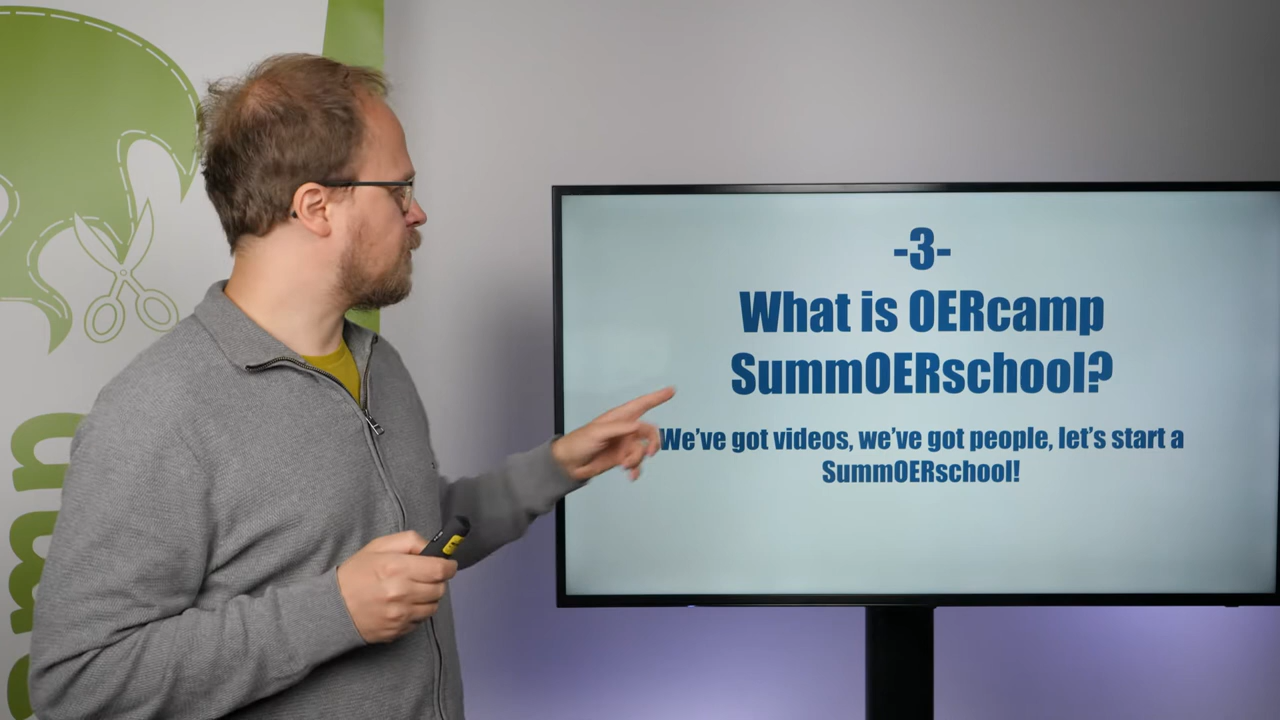 -3-
What is OERcamp
SummOERschool?
We've got videos, we've got people, let's start a
SummOERschool!